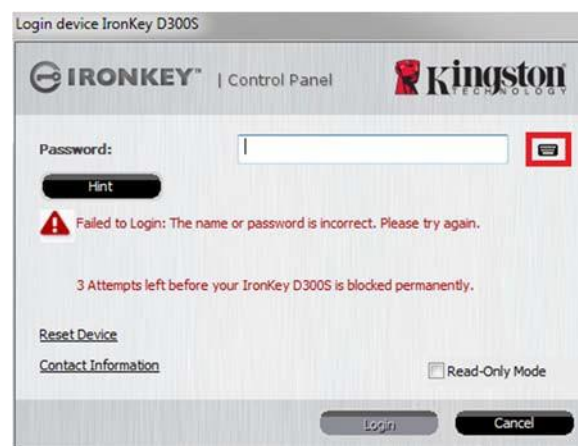 Login device IronKey D300S
IRONKEY™ | Control Panel
Kingston
TECHNOLOGY
Password:
Hint
Failed to Login: The name or password is incorrect. Please try again.
3 Attempts left before your IronKey D300S is blocked permanently.
Reset Device
Contact Information
Read-Only Mode
Login
Cancel